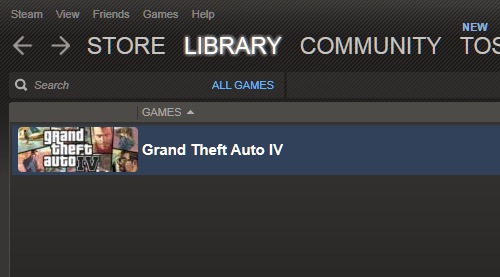 Steam View Friends Games Help
NEW
STORE LIBRARY COMMUNITY TOS
Search ALL GAMES
GAMES
grand theft auto IV
Grand Theft Auto IV